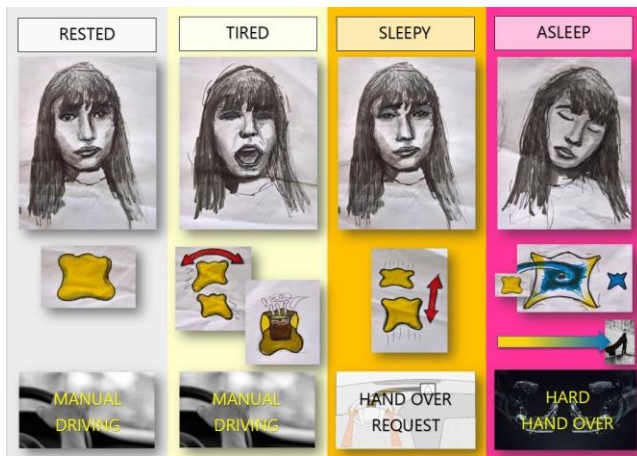 RESTED
TIRED
SLEEPY
ASLEEP
MANUAL
DRIVING
MANUAL
DRIVING
HAND OVER
REQUEST
HARD
HAND OVER